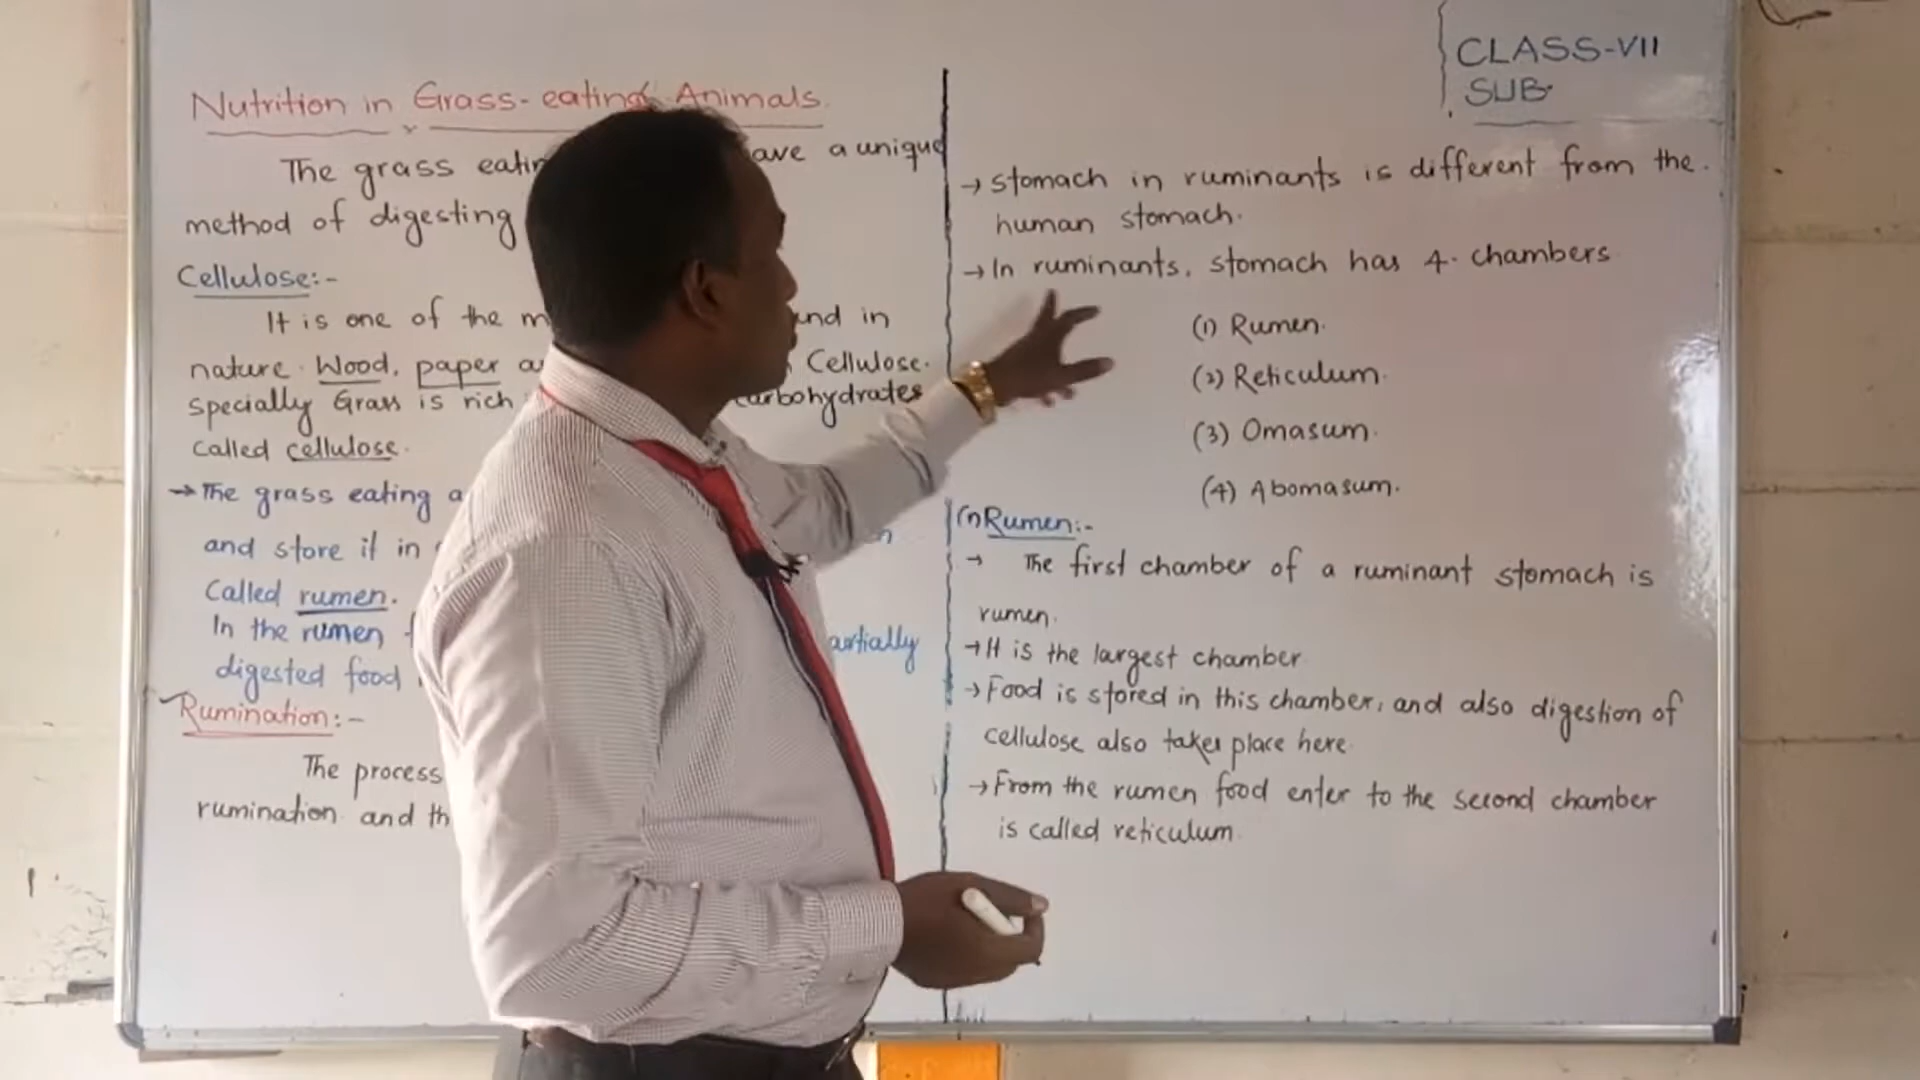 Nutrition in Grass-eating Animals.
The grass eatin ave a unique
method of digesting
Cellulose:-
It is one of the m nd in
nature. Wood, paper a Cellulose.
specially Grass is rich carbohydrates
called cellulose.
→ The grass eating a
and store it in
Called rumen.
In the rumen artially
digested food
Rumination:-
The process
rumination and th
CLASS-VII
SUB
→ Stomach in ruminants is different from the
human stomach.
→ In ruminants, stomach has 4. chambers
(1) Rumen.
(2) Reticulum.
(3) Omasum.
(4) Abomasum.
(1) Rumen:-
→ The first chamber of a ruminant stomach is
rumen.
→ It is the largest chamber
→ Food is stored in this chamber, and also digestion of
cellulose also takes place here
→ From the rumen food enter to the second chamber
is called reticulum.